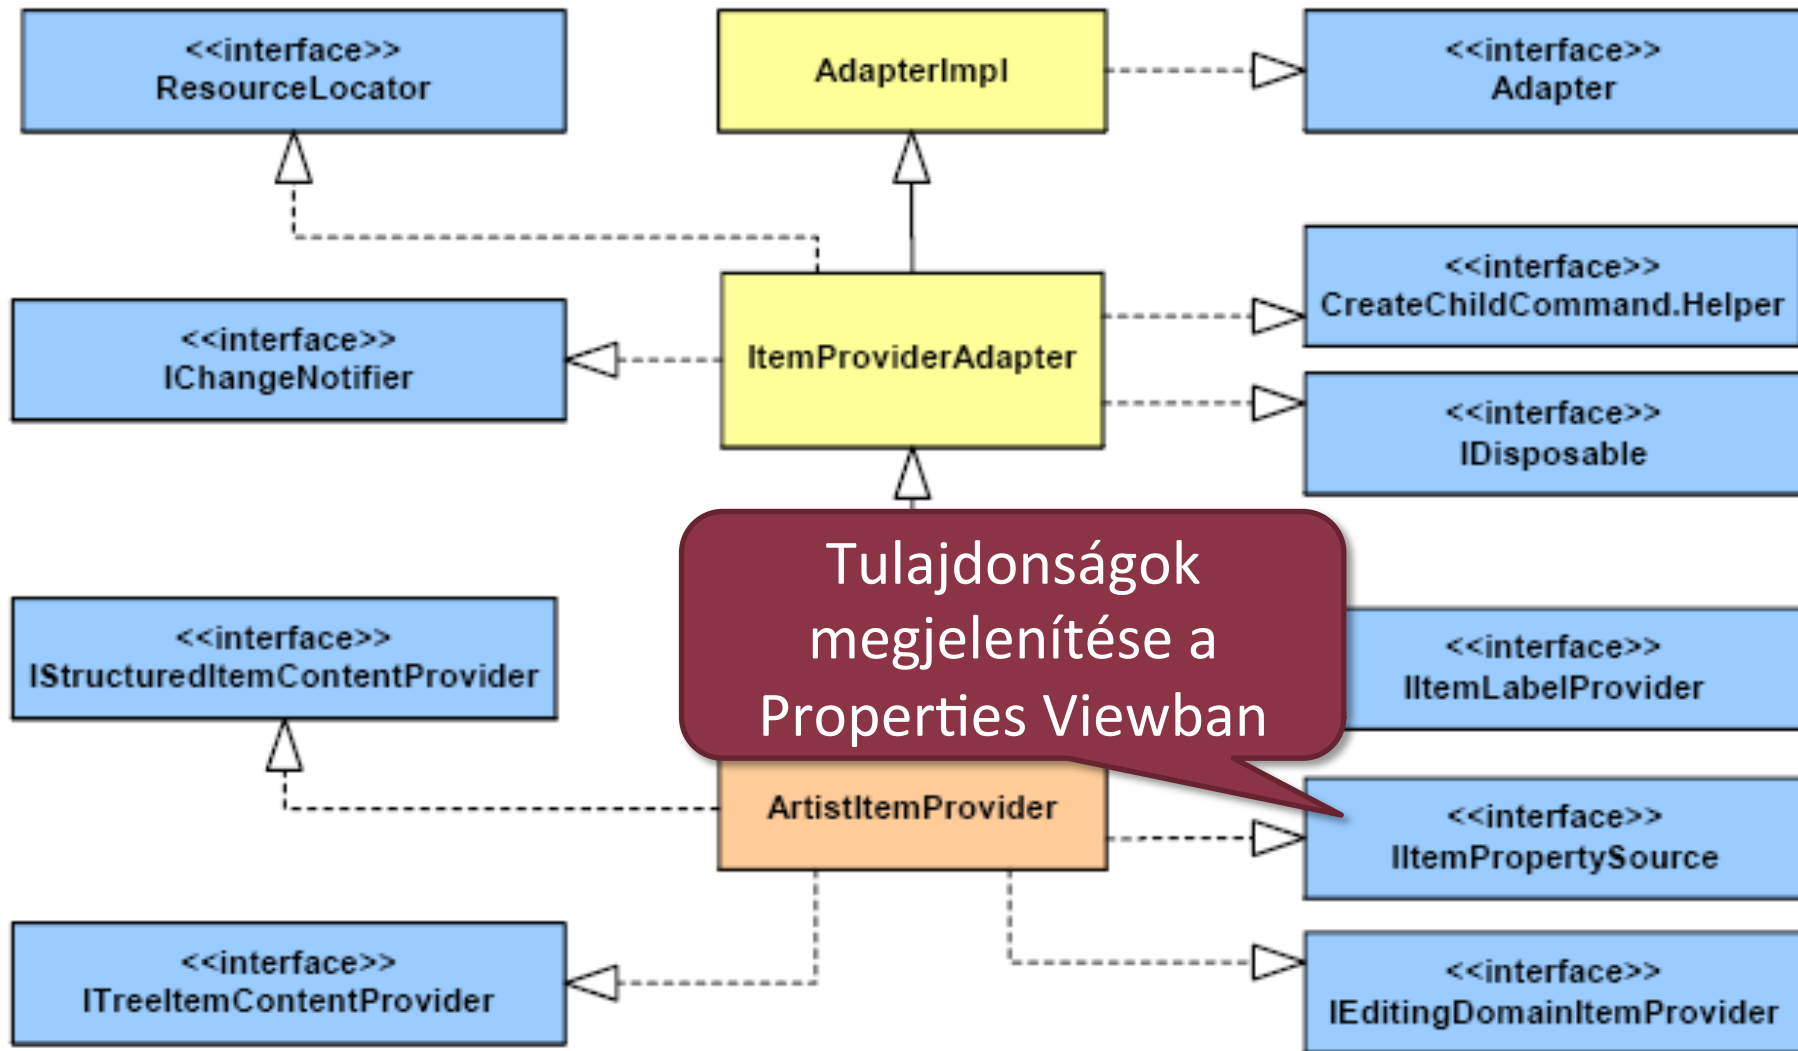 <<interface>>
ResourceLocator
AdapterImpl
<<interface>>
Adapter
<<interface>>
CreateChildCommand.Helper
<<interface>>
IChangeNotifier
ItemProviderAdapter
<<interface>>
IDisposable
Tulajdonságok
megjelenítése a
Properties Viewban
<<interface>>
IStructuredItemContentProvider
<<interface>>
IItemLabelProvider
ArtistItemProvider
<<interface>>
IItemPropertySource
<<interface>>
ITreeItemContentProvider
<<interface>>
IEditingDomainItemProvider